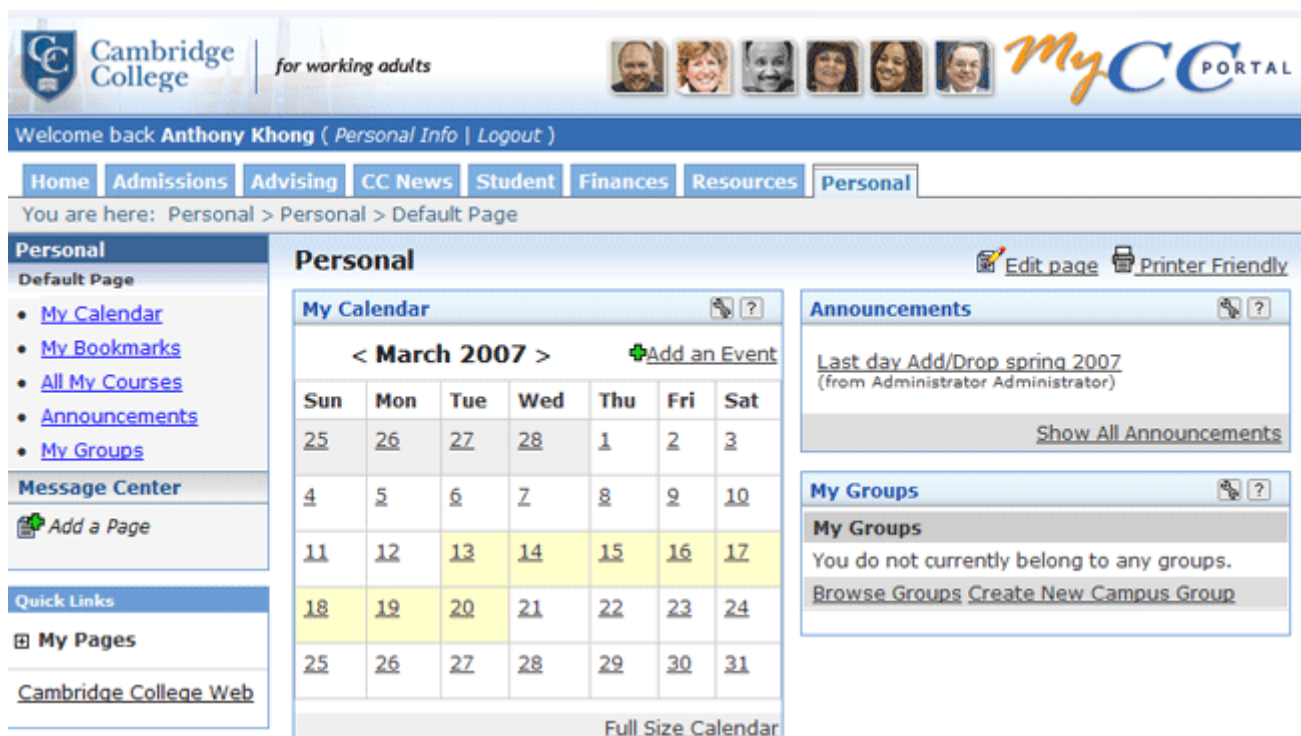 CC
Cambridge
College
for working adults
MyCC PORTAL
Welcome back Anthony Khong ( Personal Info | Logout )
Home Admissions Advising CC News Student Finances Resources Personal
You are here: Personal > Personal > Default Page
Personal
Default Page
• My Calendar
• My Bookmarks
• All My Courses
• Announcements
• My Groups
Message Center
Add a Page
Quick Links
My Pages
Cambridge College Web
Personal
Edit page Printer Friendly
My Calendar ?
< March 2007 > Add an Event
Sun Mon Tue Wed Thu Fri Sat
25 26 27 28 1 2 3
4 5 6 7 8 9 10
11 12 13 14 15 16 17
18 19 20 21 22 23 24
25 26 27 28 29 30 31
Full Size Calendar
Announcements ?
Last day Add/Drop spring 2007
(from Administrator Administrator)
Show All Announcements
My Groups ?
My Groups
You do not currently belong to any groups.
Browse Groups Create New Campus Group